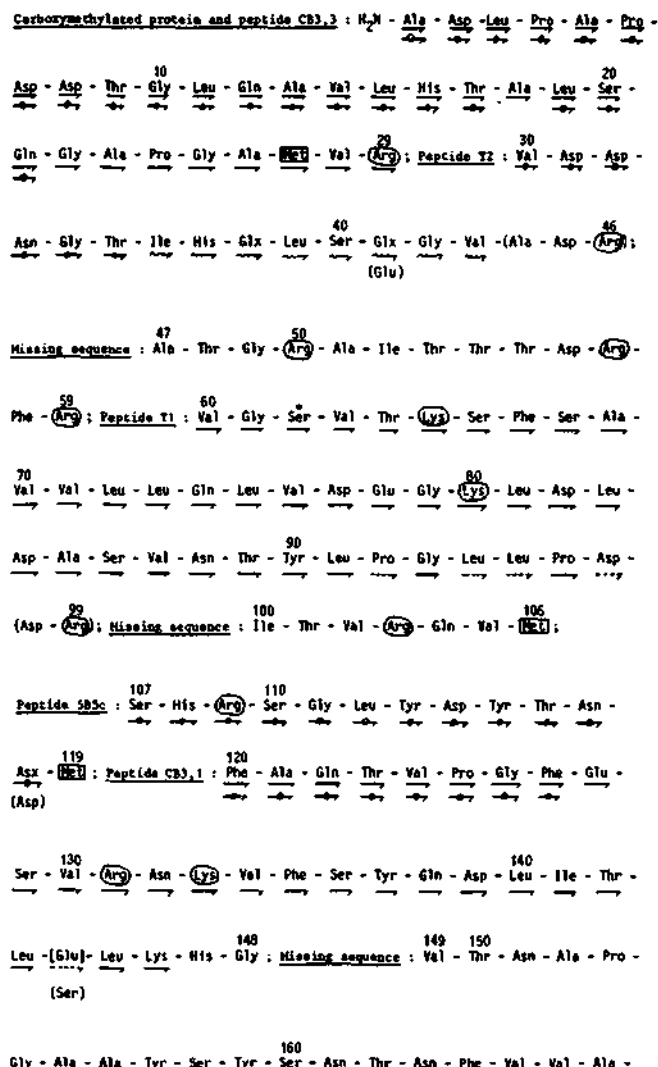 Carboxymethylated protein and peptide CB3,3 : H2N - Ala - Asp - Leu - Pro - Ala - Pro -
10
Asp - Asp - Thr - Gly - Leu - Gln - Ala - Val - Leu - His - Thr - Ala - Leu - Ser -
20
Gln - Gly - Ala - Pro - Gly - Ala - Met - Val - Arg ; Peptide T2 : Val - Asp - Asp -
29 30
Asn - Gly - Thr - Ile - His - Glx - Leu - Ser - Glx - Gly - Val -(Ala - Asp - Arg);
40 46
(Glu)
47 50
Missing sequence : Ala - Thr - Gly - Arg - Ala - Ile - Thr - Thr - Thr - Asp - Arg -
59 60
Phe - Arg ; Peptide T1 : Val - Gly - Ser* - Val - Thr - Lys - Ser - Phe - Ser - Ala -
70 80
Val - Val - Leu - Leu - Gln - Leu - Val - Asp - Glu - Gly - Lys - Leu - Asp - Leu -
90
Asp - Ala - Ser - Val - Asn - Thr - Tyr - Leu - Pro - Gly - Leu - Leu - Pro - Asp -
99 100 106
(Asp - Arg); Missing sequence : Ile - Thr - Val - Arg - Gln - Val - Met ;
107 110
Peptide SB5c : Ser - His - Arg - Ser - Gly - Leu - Tyr - Asp - Tyr - Thr - Asn -
119 120
Asx - Met ; Peptide CB3,1 : Phe - Ala - Gln - Thr - Val - Pro - Gly - Phe - Glu -
(Asp)
130 140
Ser - Val - Arg - Asn - Lys - Val - Phe - Ser - Tyr - Gln - Asp - Leu - Ile - Thr -
148 149 150
Leu -[Glu]- Leu - Lys - His - Gly ; Missing sequence : Val - Thr - Asn - Ala - Pro -
(Ser)
160
Gly - Ala - Ala - Tyr - Ser - Tyr - Ser - Asn - Thr - Asn - Phe - Val - Val - Ala -